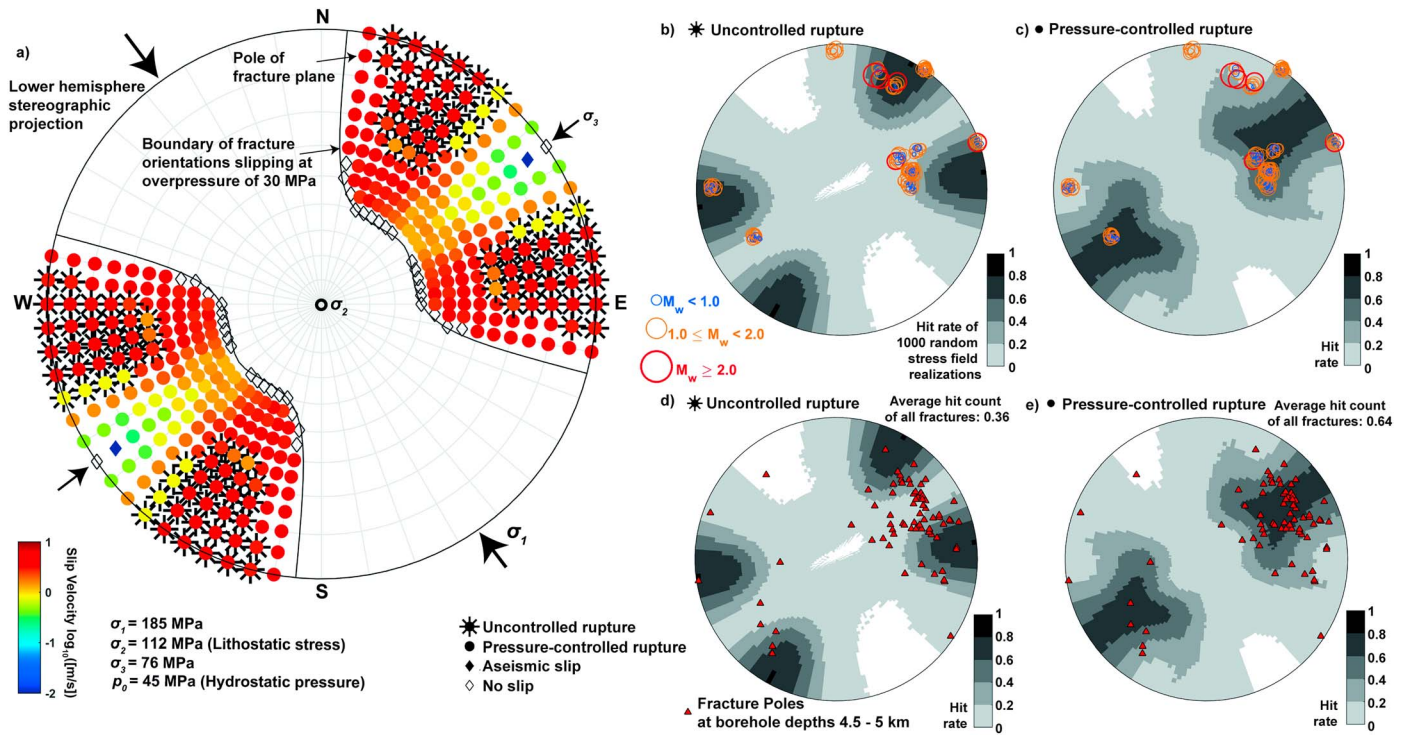 a)
Lower hemisphere
stereographic
projection
N
Pole of
fracture plane
Boundary of fracture
orientations slipping at
overpressure of 30 MPa
σ3
W
σ2
E
σ1
S
1
0
-1
-2
Slip Velocity log10([m/s])
σ1 = 185 MPa
σ2 = 112 MPa (Lithostatic stress)
σ3 = 76 MPa
p0 = 45 MPa (Hydrostatic pressure)
Uncontrolled rupture
Pressure-controlled rupture
Aseismic slip
No slip
b) Uncontrolled rupture
Mw < 1.0
1.0 ≤ Mw < 2.0
Mw ≥ 2.0
Hit rate of
1000 random
stress field
realizations
1
0.8
0.6
0.4
0.2
0
c) Pressure-controlled rupture
Hit
rate
1
0.8
0.6
0.4
0.2
0
d) Uncontrolled rupture
Average hit count
of all fractures: 0.36
Fracture Poles
at borehole depths 4.5 - 5 km
Hit
rate
1
0.8
0.6
0.4
0.2
0
e) Pressure-controlled rupture
Average hit count
of all fractures: 0.64
Hit
rate
1
0.8
0.6
0.4
0.2
0